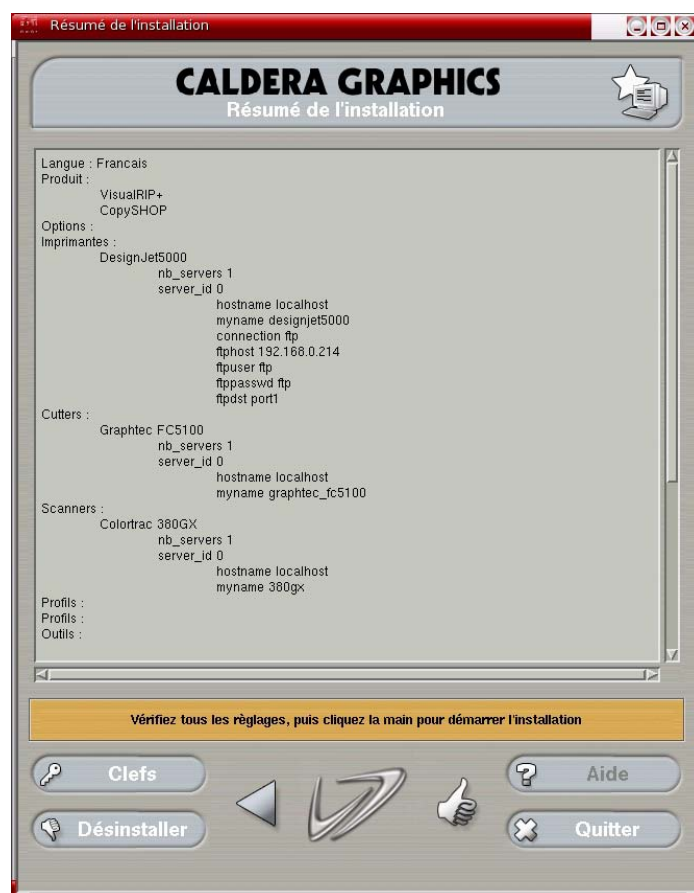 Résumé de l'installation
CALDERA GRAPHICS
Résumé de l'installation
Langue : Francais
Produit :
VisualRIP+
CopySHOP
Options :
Imprimantes :
DesignJet5000
nb_servers 1
server_id 0
hostname localhost
myname designjet5000
connection ftp
ftphost 192.168.0.214
ftpuser ftp
ftppasswd ftp
ftpdst port1
Cutters :
Graphtec FC5100
nb_servers 1
server_id 0
hostname localhost
myname graphtec_fc5100
Scanners :
Colortrac 380GX
nb_servers 1
server_id 0
hostname localhost
myname 380gx
Profils :
Profils :
Outils :
Vérifiez tous les règlages, puis cliquez la main pour démarrer l'installation
Clefs
Aide
Désinstaller
Quitter